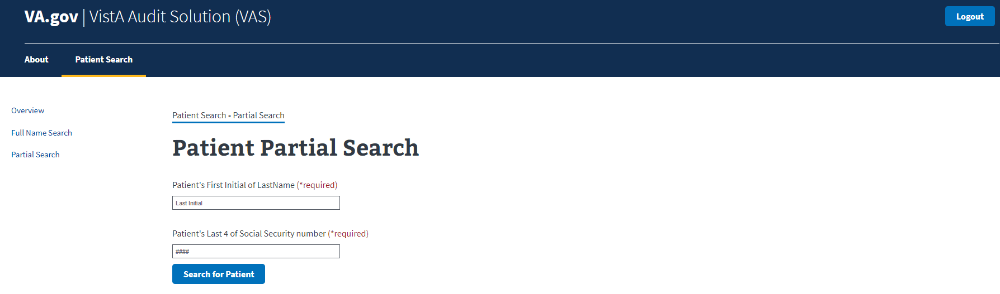 VA.gov | VistA Audit Solution (VAS)
Logout
About
Patient Search
Overview
Full Name Search
Partial Search
Patient Search - Partial Search
Patient Partial Search
Patient's First Initial of LastName (*required)
Last Initial
Patient's Last 4 of Social Security number (*required)
####
Search for Patient